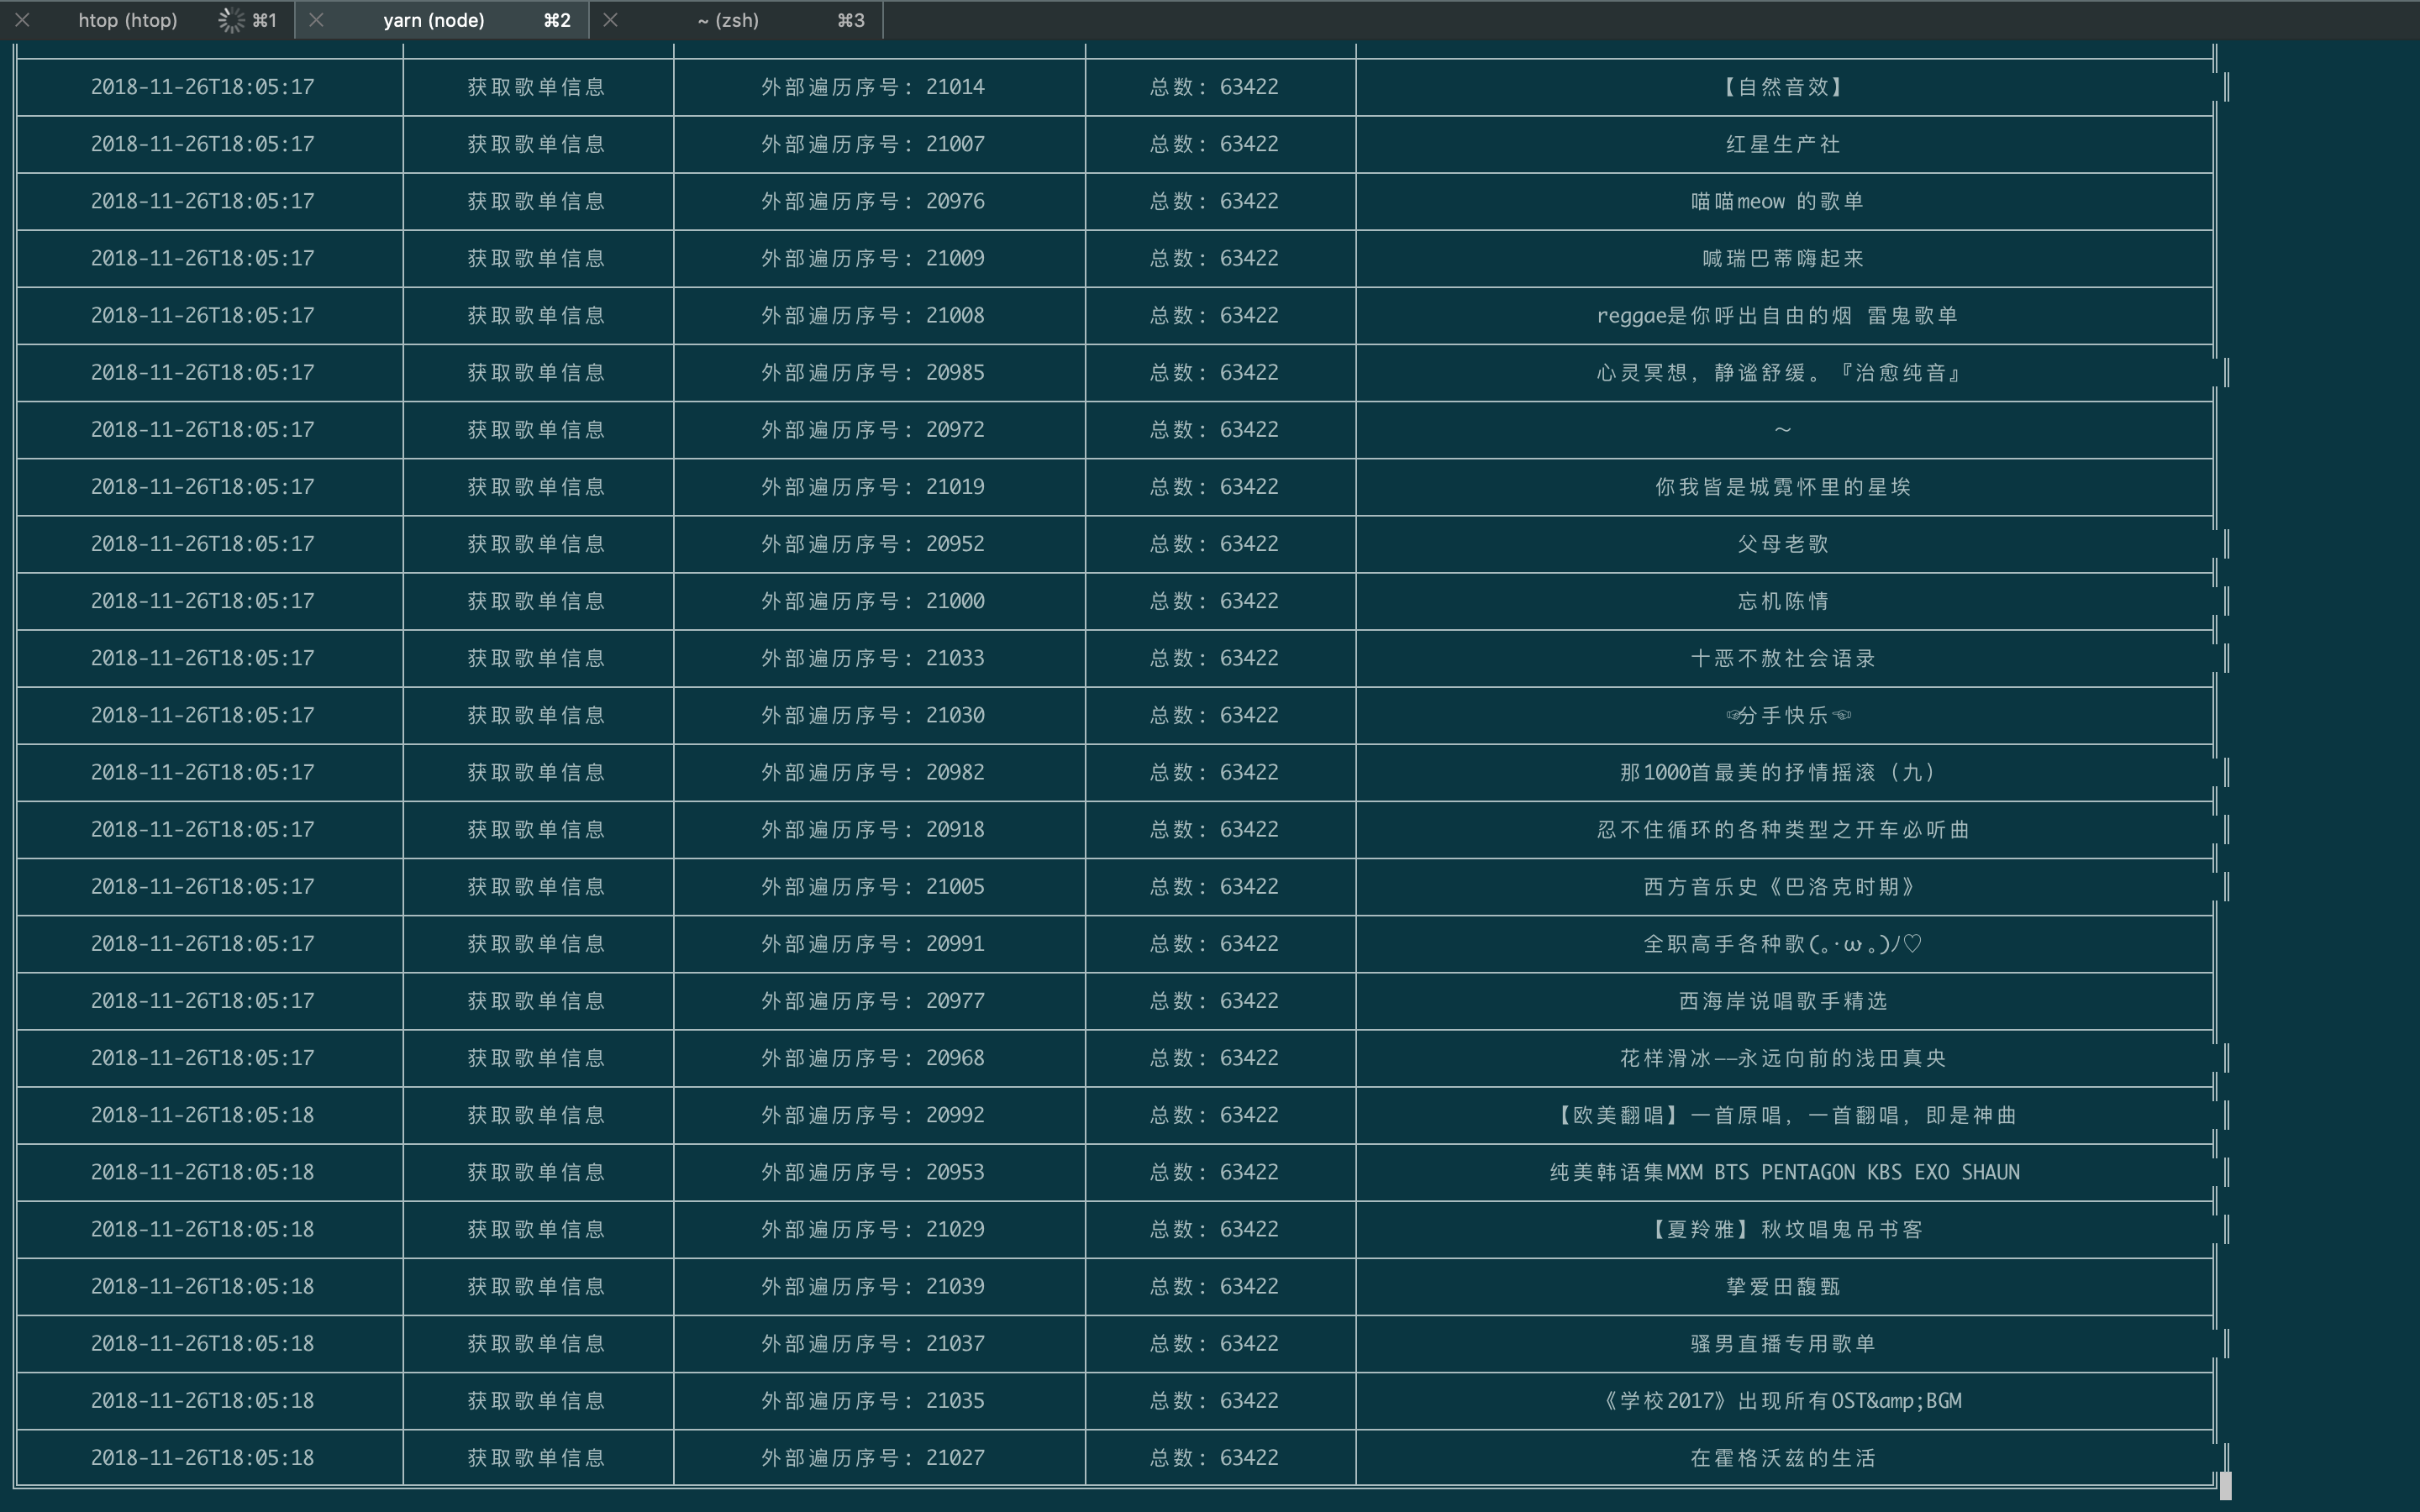 htop (htop) ⌘1 yarn (node) ⌘2 ~ (zsh) ⌘3
2018-11-26T18:05:17 获取歌单信息 外部遍历序号: 21014 总数: 63422 【自然音效】
2018-11-26T18:05:17 获取歌单信息 外部遍历序号: 21007 总数: 63422 红星生产社
2018-11-26T18:05:17 获取歌单信息 外部遍历序号: 20976 总数: 63422 喵喵meow 的歌单
2018-11-26T18:05:17 获取歌单信息 外部遍历序号: 21009 总数: 63422 喊瑞巴蒂嗨起来
2018-11-26T18:05:17 获取歌单信息 外部遍历序号: 21008 总数: 63422 reggae是你呼出自由的烟 雷鬼歌单
2018-11-26T18:05:17 获取歌单信息 外部遍历序号: 20985 总数: 63422 心灵冥想，静谧舒缓。『治愈纯音』
2018-11-26T18:05:17 获取歌单信息 外部遍历序号: 20972 总数: 63422 ～
2018-11-26T18:05:17 获取歌单信息 外部遍历序号: 21019 总数: 63422 你我皆是城霓怀里的星埃
2018-11-26T18:05:17 获取歌单信息 外部遍历序号: 20952 总数: 63422 父母老歌
2018-11-26T18:05:17 获取歌单信息 外部遍历序号: 21000 总数: 63422 忘机陈情
2018-11-26T18:05:17 获取歌单信息 外部遍历序号: 21033 总数: 63422 十恶不赦社会语录
2018-11-26T18:05:17 获取歌单信息 外部遍历序号: 21030 总数: 63422 ☞分手快乐☜
2018-11-26T18:05:17 获取歌单信息 外部遍历序号: 20982 总数: 63422 那1000首最美的抒情摇滚（九）
2018-11-26T18:05:17 获取歌单信息 外部遍历序号: 20918 总数: 63422 忍不住循环的各种类型之开车必听曲
2018-11-26T18:05:17 获取歌单信息 外部遍历序号: 21005 总数: 63422 西方音乐史《巴洛克时期》
2018-11-26T18:05:17 获取歌单信息 外部遍历序号: 20991 总数: 63422 全职高手各种歌(｡･ω･｡)ﾉ♡
2018-11-26T18:05:17 获取歌单信息 外部遍历序号: 20977 总数: 63422 西海岸说唱歌手精选
2018-11-26T18:05:17 获取歌单信息 外部遍历序号: 20968 总数: 63422 花样滑冰——永远向前的浅田真央
2018-11-26T18:05:18 获取歌单信息 外部遍历序号: 20992 总数: 63422 【欧美翻唱】一首原唱，一首翻唱，即是神曲
2018-11-26T18:05:18 获取歌单信息 外部遍历序号: 20953 总数: 63422 纯美韩语集MXM BTS PENTAGON KBS EXO SHAUN
2018-11-26T18:05:18 获取歌单信息 外部遍历序号: 21029 总数: 63422 【夏羚雅】秋坟唱鬼吊书客
2018-11-26T18:05:18 获取歌单信息 外部遍历序号: 21039 总数: 63422 挚爱田馥甄
2018-11-26T18:05:18 获取歌单信息 外部遍历序号: 21037 总数: 63422 骚男直播专用歌单
2018-11-26T18:05:18 获取歌单信息 外部遍历序号: 21035 总数: 63422 《学校2017》出现所有OST&amp;BGM
2018-11-26T18:05:18 获取歌单信息 外部遍历序号: 21027 总数: 63422 在霍格沃兹的生活